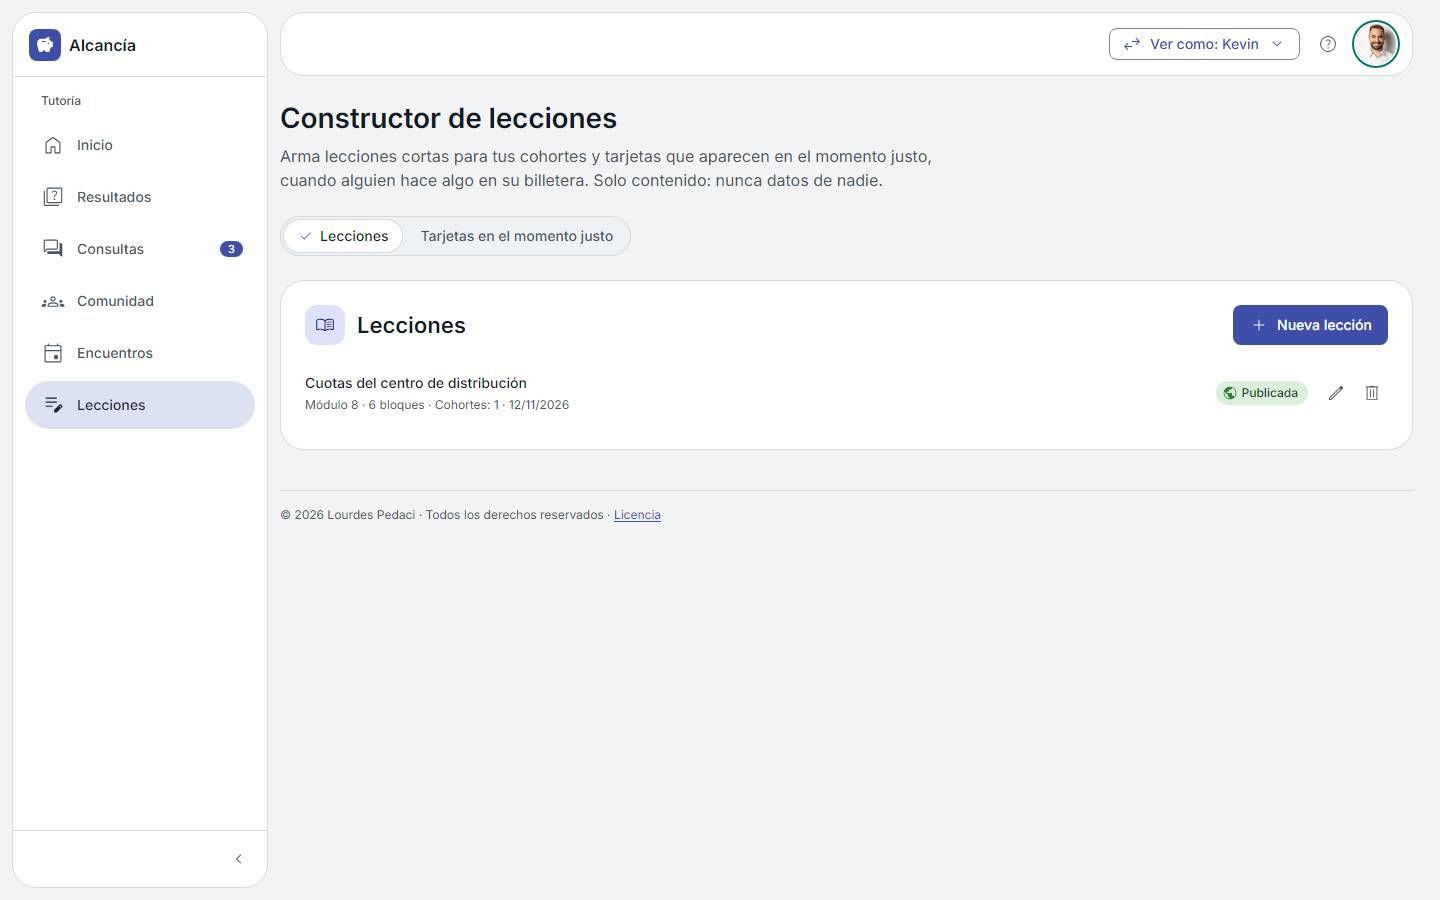 Alcancía
Ver como: Kevin
Tutoría
Inicio
Resultados
Consultas 3
Comunidad
Encuentros
Lecciones
Constructor de lecciones
Arma lecciones cortas para tus cohortes y tarjetas que aparecen en el momento justo,
cuando alguien hace algo en su billetera. Solo contenido: nunca datos de nadie.
Lecciones
Tarjetas en el momento justo
Lecciones
Nueva lección
Cuotas del centro de distribución
Módulo 8 · 6 bloques · Cohortes: 1 · 12/11/2026
Publicada
© 2026 Lourdes Pedaci · Todos los derechos reservados · Licencia